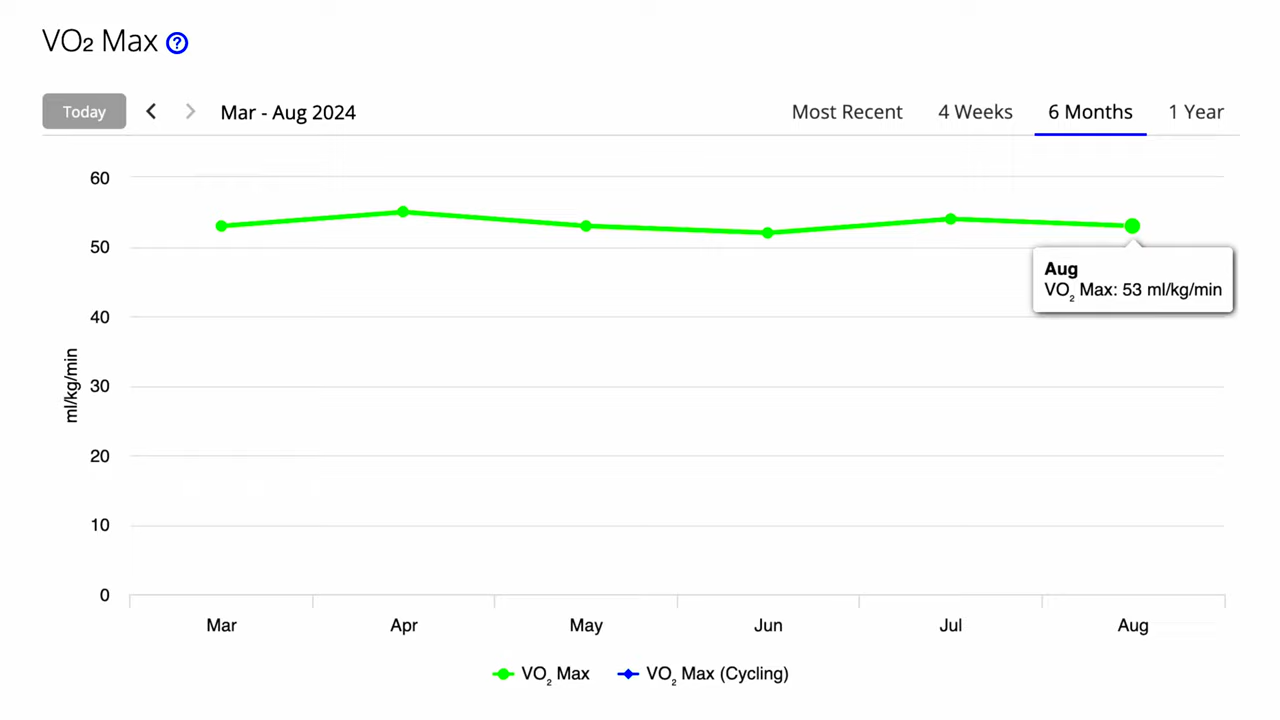 VO₂ Max ?
Today Mar - Aug 2024 Most Recent 4 Weeks 6 Months 1 Year
60
50
40
30
20
10
0
ml/kg/min
Aug
VO₂ Max: 53 ml/kg/min
Mar Apr May Jun Jul Aug
VO₂ Max VO₂ Max (Cycling)